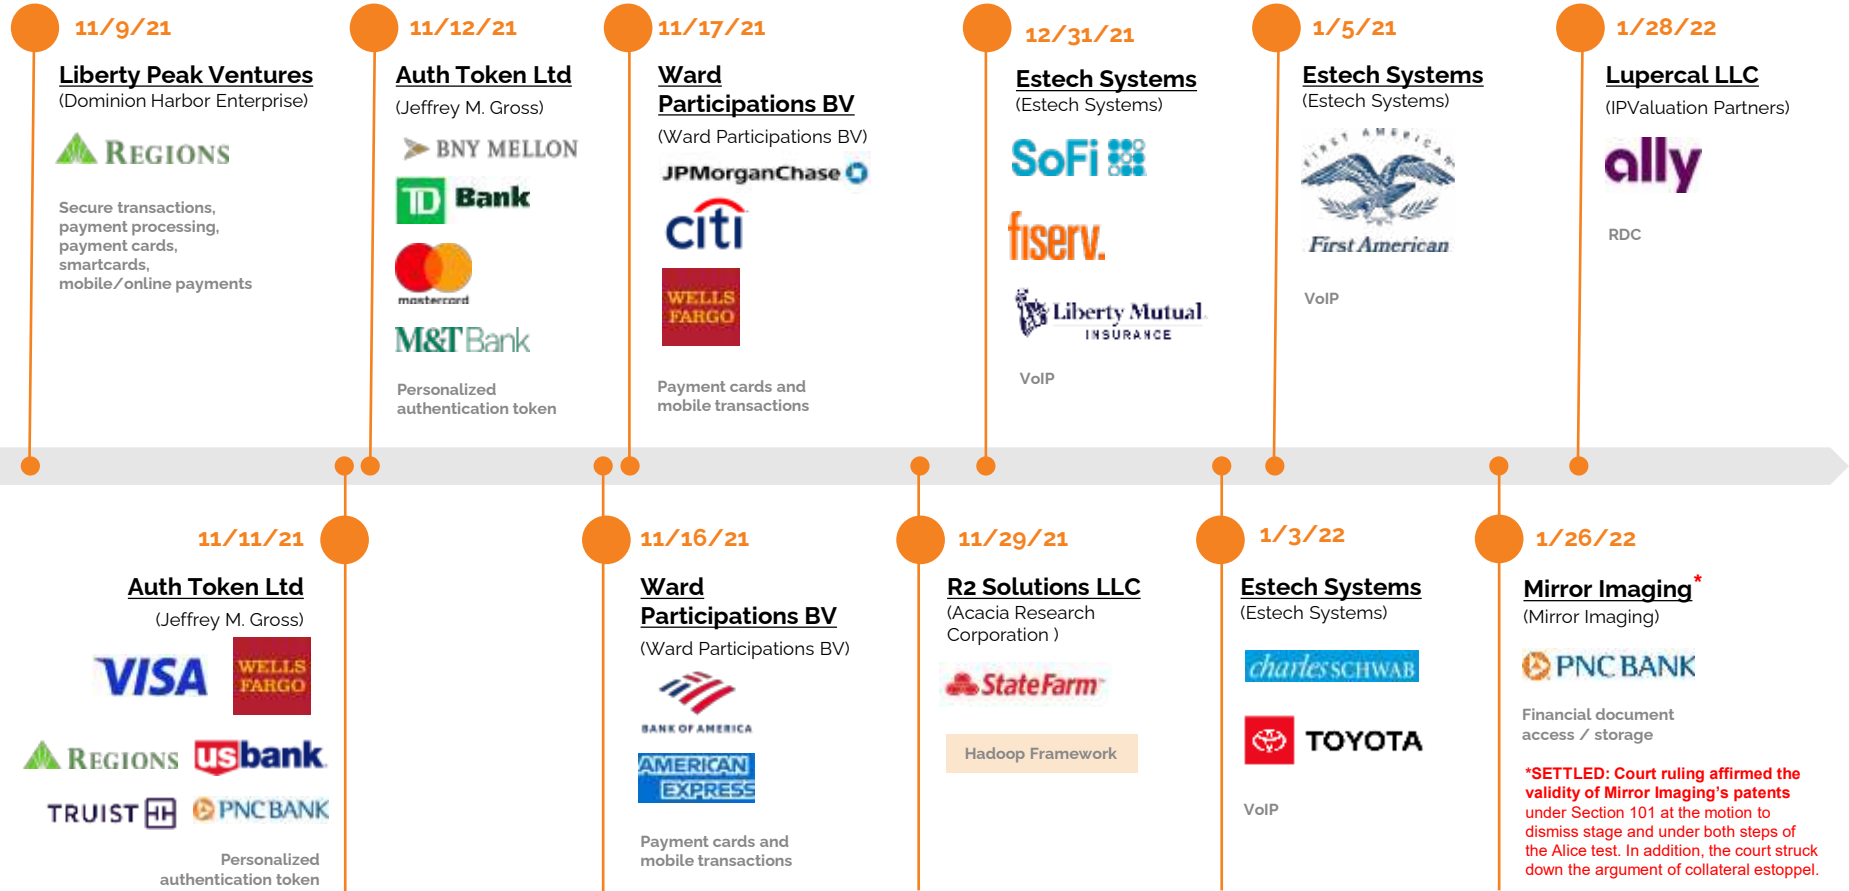 11/9/21
Liberty Peak Ventures
(Dominion Harbor Enterprise)
REGIONS
Secure transactions,
payment processing,
payment cards,
smartcards,
mobile/online payments
11/12/21
Auth Token Ltd
(Jeffrey M. Gross)
BNY MELLON
TD Bank
mastercard
M&T Bank
Personalized
authentication token
11/17/21
Ward
Participations BV
(Ward Participations BV)
JPMorganChase
citi
WELLS
FARGO
Payment cards and
mobile transactions
12/31/21
Estech Systems
(Estech Systems)
SoFi
fiserv.
Liberty Mutual
INSURANCE
VoIP
1/5/21
Estech Systems
(Estech Systems)
FIRST AMERICAN
First American
VoIP
1/28/22
Lupercal LLC
(IPValuation Partners)
ally
RDC
11/11/21
Auth Token Ltd
(Jeffrey M. Gross)
VISA
WELLS
FARGO
REGIONS
usbank
TRUIST
PNC BANK
Personalized
authentication token
11/16/21
Ward
Participations BV
(Ward Participations BV)
BANK OF AMERICA
AMERICAN
EXPRESS
Payment cards and
mobile transactions
11/29/21
R2 Solutions LLC
(Acacia Research
Corporation )
State Farm
Hadoop Framework
1/3/22
Estech Systems
(Estech Systems)
charles SCHWAB
TOYOTA
VoIP
1/26/22
Mirror Imaging*
(Mirror Imaging)
PNC BANK
Financial document
access / storage
*SETTLED: Court ruling affirmed the
validity of Mirror Imaging's patents
under Section 101 at the motion to
dismiss stage and under both steps of
the Alice test. In addition, the court struck
down the argument of collateral estoppel.